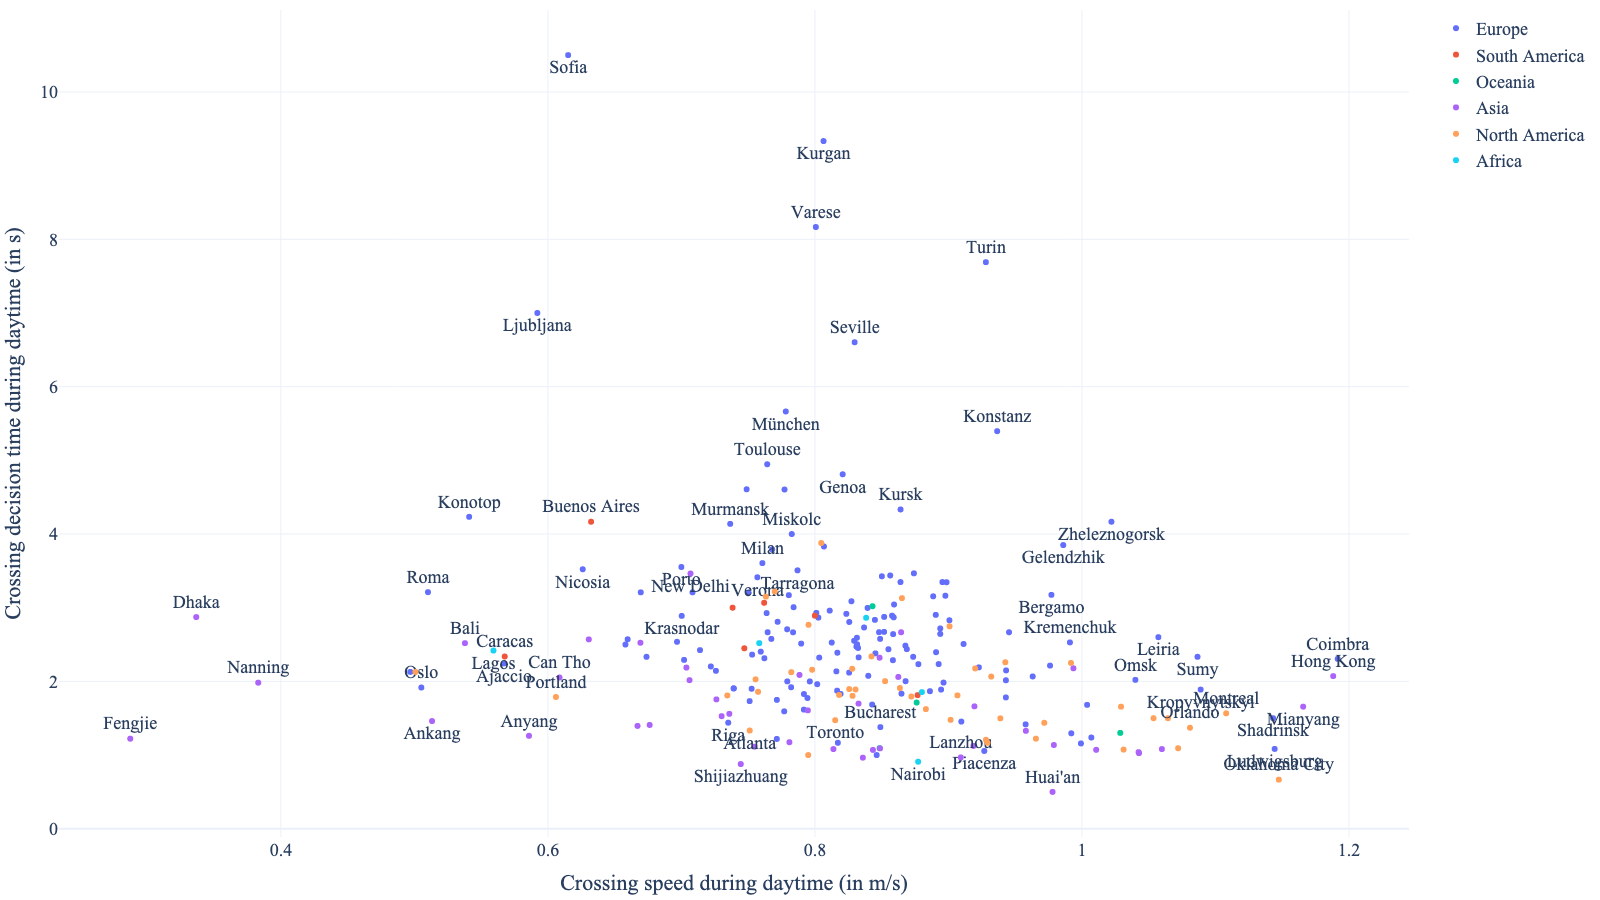 Europe
South America
Oceania
Asia
North America
Africa
Sofia
10
Kurgan
Varese
8
Turin
Ljubljana
Seville
6
München
Konstanz
Toulouse
Genoa
Kursk
Konotop
Buenos Aires
Murmansk
Miskolc
4
Zheleznogorsk
Milan
Gelendzhik
Roma
Nicosia
Porto
New Delhi
Verona
Tarragona
Dhaka
Bergamo
Bali
Krasnodar
Kremenchuk
Caracas
Leiria
Coimbra
Nanning
Oslo
Lagos
Can Tho
Ajaccio
Portland
Omsk
Sumy
Hong Kong
2
Fengjie
Ankang
Anyang
Bucharest
Kropyvnytskyi
Montreal
Orlando
Mianyang
Riga
Atlanta
Toronto
Lanzhou
Shadrinsk
Shijiazhuang
Nairobi
Piacenza
Huai'an
Ludwigsburg
Oklahoma City
0
0.4
0.6
0.8
1
1.2
Crossing speed during daytime (in m/s)
Crossing decision time during daytime (in s)